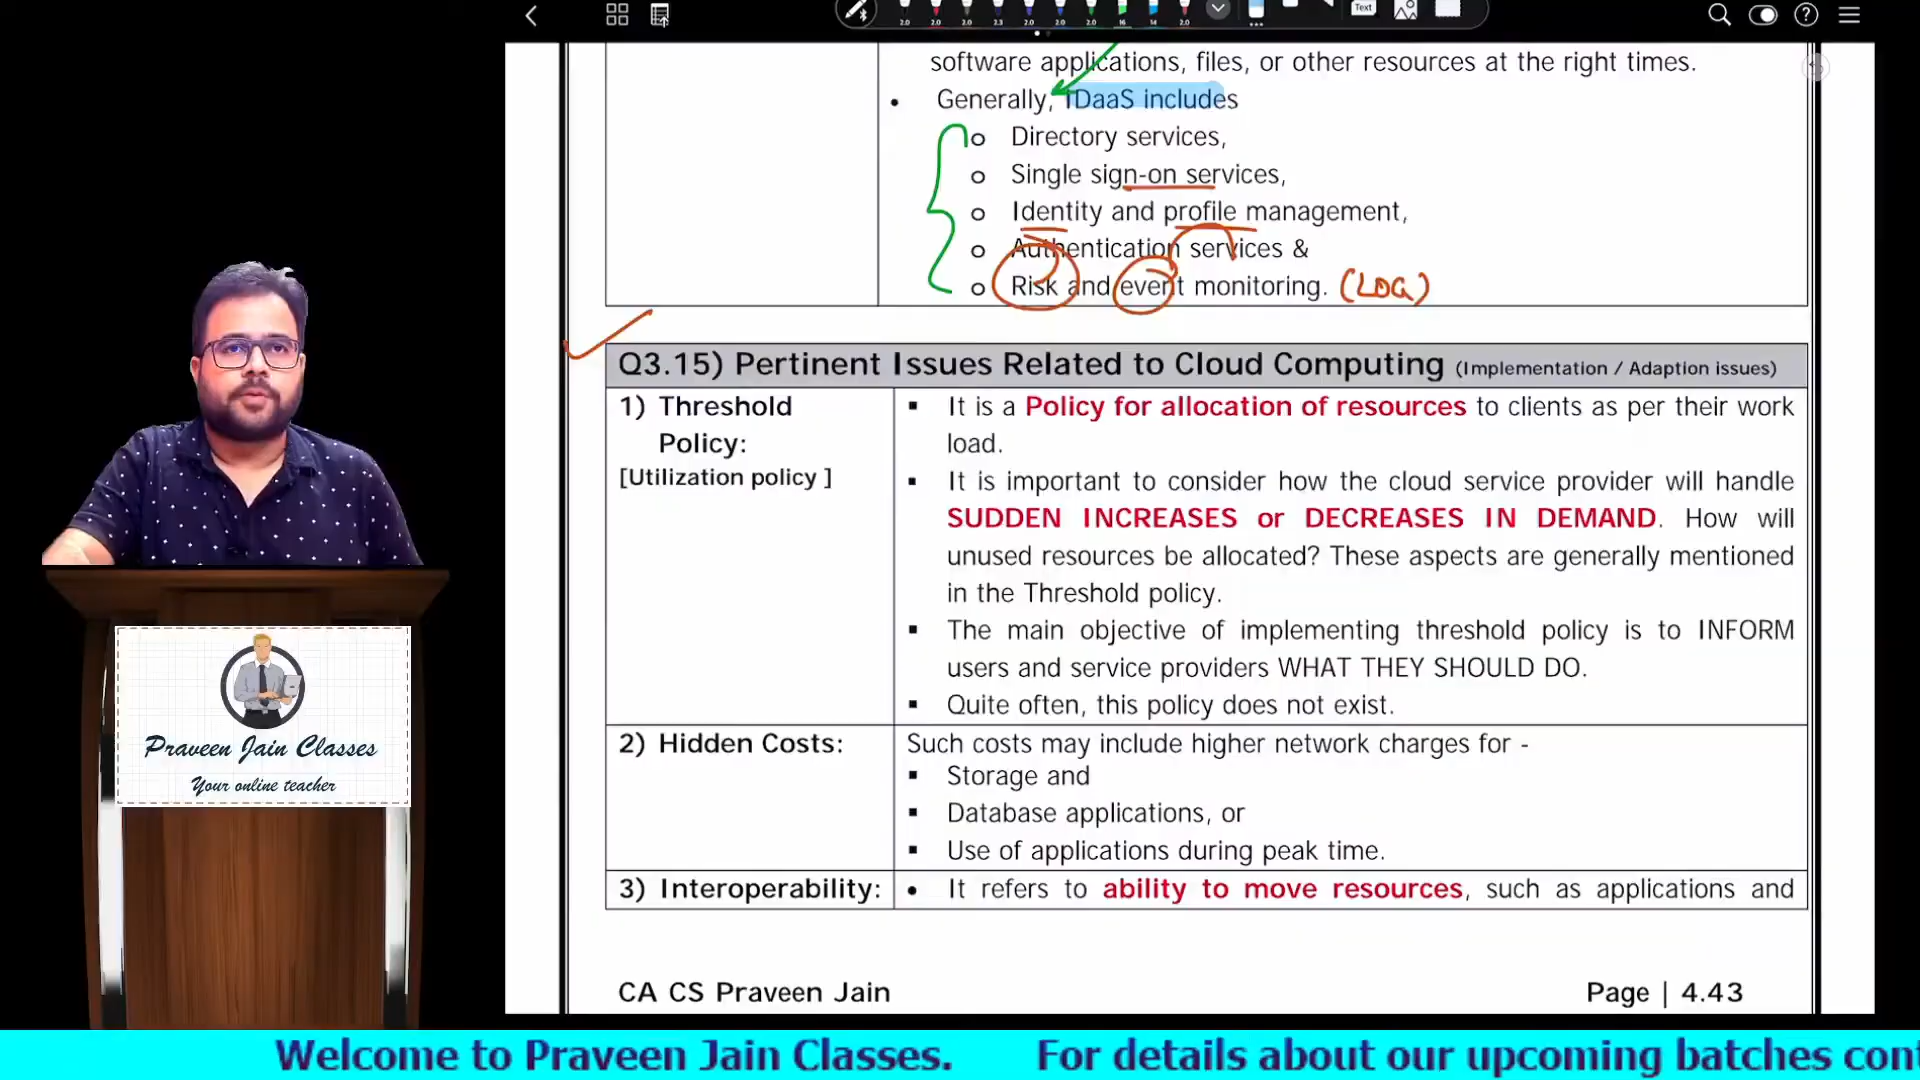 Text
software applications, files, or other resources at the right times.
• Generally, IDaaS includes
o Directory services,
o Single sign-on services,
o Identity and profile management,
o Authentication services &
o Risk and event monitoring. (LOG)
Q3.15) Pertinent Issues Related to Cloud Computing (Implementation / Adaption issues)
1) Threshold Policy:
[Utilization policy ]
▪ It is a Policy for allocation of resources to clients as per their work
load.
▪ It is important to consider how the cloud service provider will handle
SUDDEN INCREASES or DECREASES IN DEMAND. How will
unused resources be allocated? These aspects are generally mentioned
in the Threshold policy.
▪ The main objective of implementing threshold policy is to INFORM
users and service providers WHAT THEY SHOULD DO.
▪ Quite often, this policy does not exist.
2) Hidden Costs:
Such costs may include higher network charges for -
▪ Storage and
▪ Database applications, or
▪ Use of applications during peak time.
3) Interoperability:
• It refers to ability to move resources, such as applications and
CA CS Praveen Jain
Page | 4.43
Praveen Jain Classes
Your online teacher
Welcome to Praveen Jain Classes. For details about our upcoming batches cont